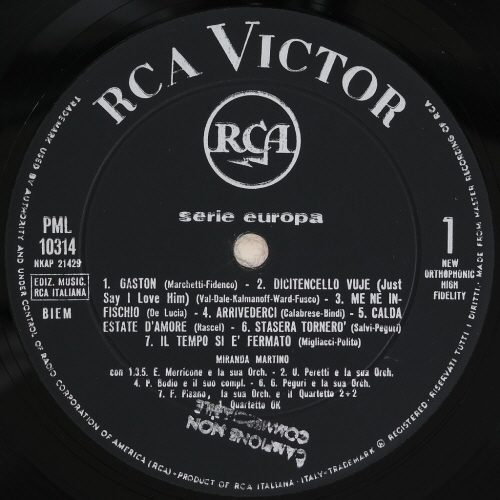 RCA VICTOR
RCA
serie europa
PML
10314
NKAP 21429
EDIZ. MUSIC.
RCA ITALIANA
BIEM
1
NEW
ORTHOPHONIC
HIGH
FIDELITY
1. GASTON (Marchetti-Fidenco) - 2. DICITENCELLO VUJE (Just
Say I Love Him) (Val-Dale-Kalmanoff-Ward-Fusco) - 3. ME NE IN-
FISCHIO (De Lucia) - 4. ARRIVEDERCI (Calabrese-Bindi) - 5. CALDA
ESTATE D'AMORE (Rascel) - 6. STASERA TORNERO' (Salvi-Peguri)
7. IL TEMPO SI E' FERMATO (Migliacci-Polito)
MIRANDA MARTINO
con 1.3.5. E. Morricone e la sua Orch. - 2. U. Peretti e la sua Orch.
4. P. Bodio e il suo compl. - 6. G. Peguri e la sua Orch.
7. F. Pisano, la sua Orch. e il Quartetto 2+2
Quartetto OK
CAMPIONE NON
COMMERCIABILE
TRADEMARK USED BY AUTHORITY AND CONTROL OF RADIO CORPORATION OF AMERICA (RCA) - PRODUCT OF RCA ITALIANA - ITALY - TRADEMARK ® REGISTERED. RISERVATI TUTTI I DIRITTI. MADE FROM MASTER RECORDING OF RCA